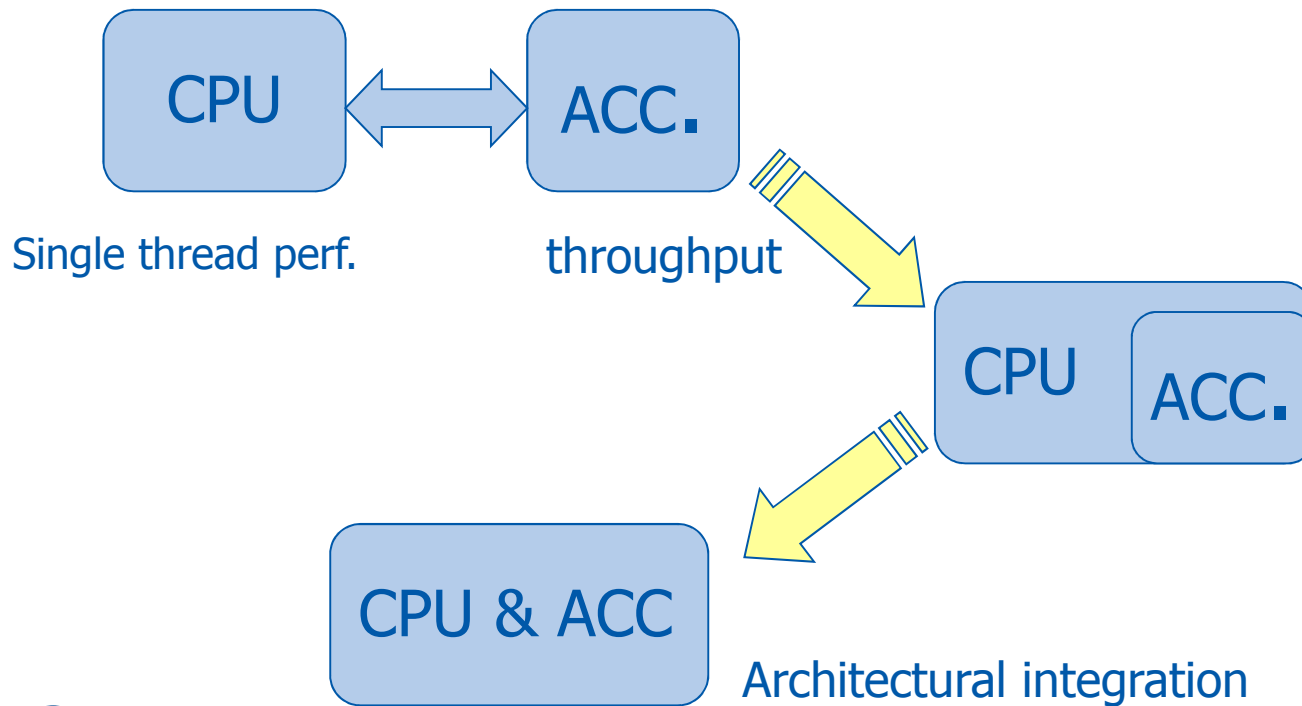 CPU
ACC.
Single thread perf.
throughput
CPU
ACC.
CPU & ACC
Architectural integration